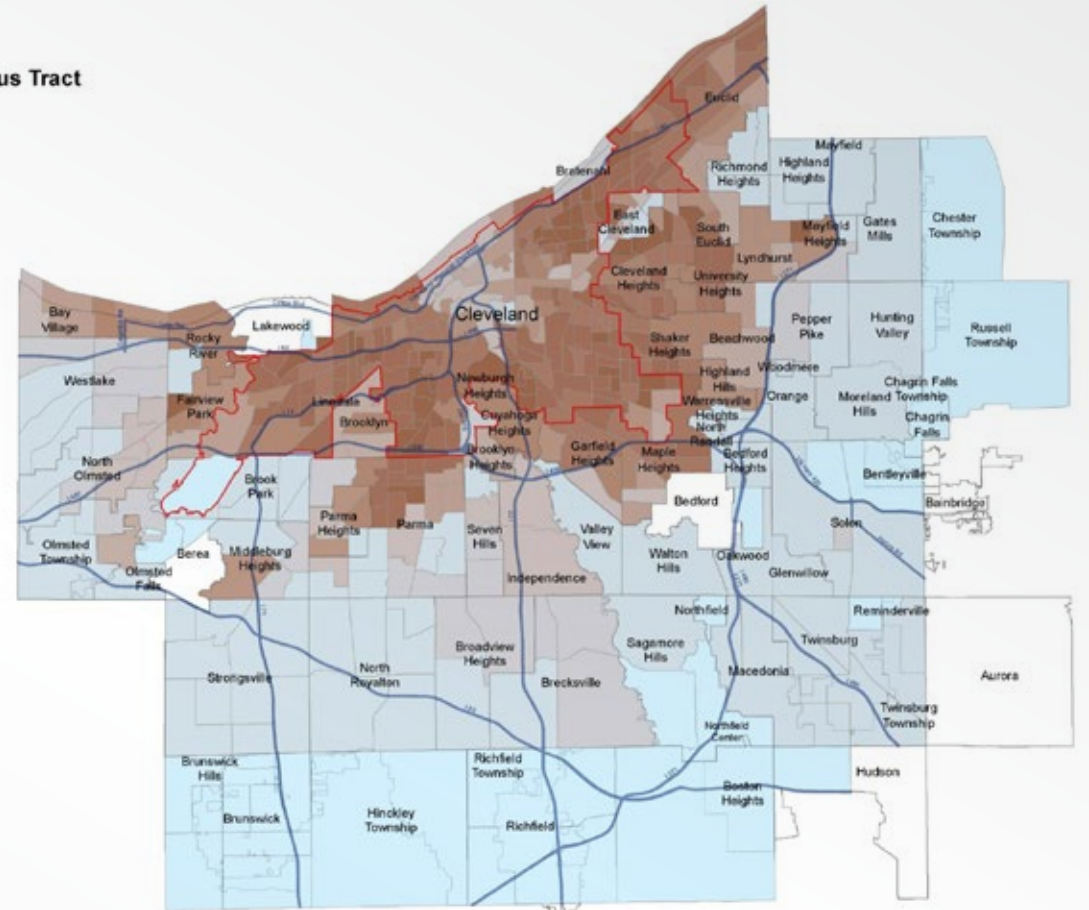 us Tract
Euclid
Mayfield
Richmond
Heights
Highland
Heights
Bratenahl
East
Cleveland
South
Euclid
Mayfield
Heights
Gates
Mills
Chester
Township
Lyndhurst
Cleveland
Heights
University
Heights
Bay
Village
Lakewood
Cleveland
Rocky
River
Pepper
Pike
Hunting
Valley
Russell
Township
Shaker
Heights
Beachwood
Westlake
Highland
Hills
Woodmere
Orange
Chagrin Falls
Township
Moreland
Hills
Newburgh
Heights
Fairview
Park
Linndale
Brooklyn
Warrensville
Heights
Cuyahoga
Heights
North
Randall
Chagrin
Falls
Brooklyn
Heights
Garfield
Heights
Maple
Heights
Bedford
Heights
Bentleyville
North
Olmsted
Brook
Park
Bedford
Bainbridge
Parma
Heights
Parma
Seven
Hills
Valley
View
Solon
Olmsted
Township
Berea
Middleburg
Heights
Olmsted
Falls
Walton
Hills
Oakwood
Glenwillow
Independence
Northfield
Reminderville
Broadview
Heights
Sagamore
Hills
Twinsburg
Strongsville
North
Royalton
Brecksville
Macedonia
Aurora
Twinsburg
Township
Northfield
Center
Brunswick
Hills
Richfield
Township
Hudson
Boston
Heights
Brunswick
Hinckley
Township
Richfield